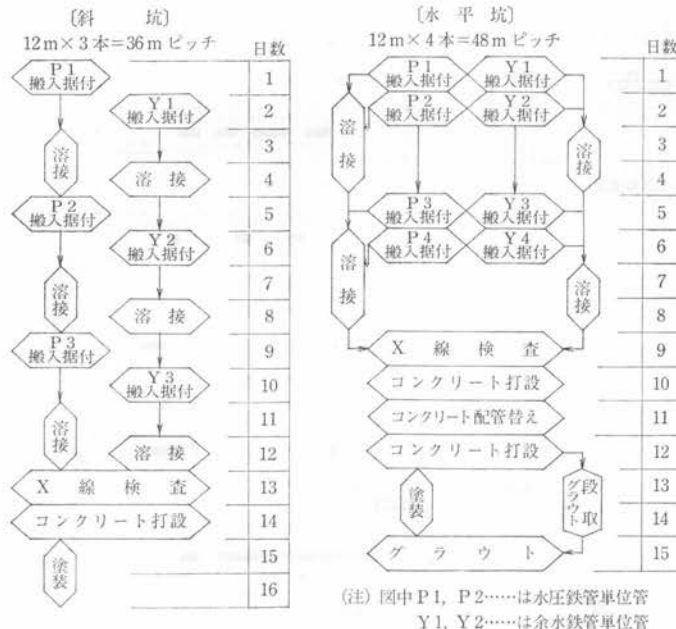 〔斜坑〕
12m×3本=36mピッチ
日数
P1
搬入据付
1
Y1
搬入据付
2
溶接
3
溶接
4
P2
搬入据付
5
Y2
搬入据付
6
溶接
7
溶接
8
P3
搬入据付
9
Y3
搬入据付
10
溶接
11
溶接
12
X線検査
13
コンクリート打設
14
塗装
15
16
〔水平坑〕
12m×4本=48mピッチ
日数
P1
搬入据付
Y1
搬入据付
1
P2
搬入据付
Y2
搬入据付
2
溶接
溶接
3
4
P3
搬入据付
Y3
搬入据付
5
P4
搬入据付
Y4
搬入据付
6
溶接
溶接
7
8
X線検査
9
コンクリート打設
10
コンクリート配管替え
11
コンクリート打設
12
塗装
グラウト
段取
13
14
グラウト
15
(注) 図中P1, P2……は水圧鉄管単位管
Y1, Y2……は余水鉄管単位管